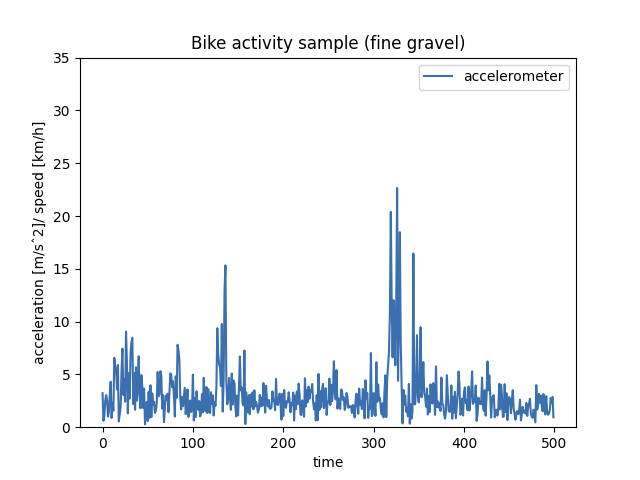 Bike activity sample (fine gravel)
accelerometer
acceleration [m/s^2]/ speed [km/h]
35
30
25
20
15
10
5
0
0 100 200 300 400 500
time